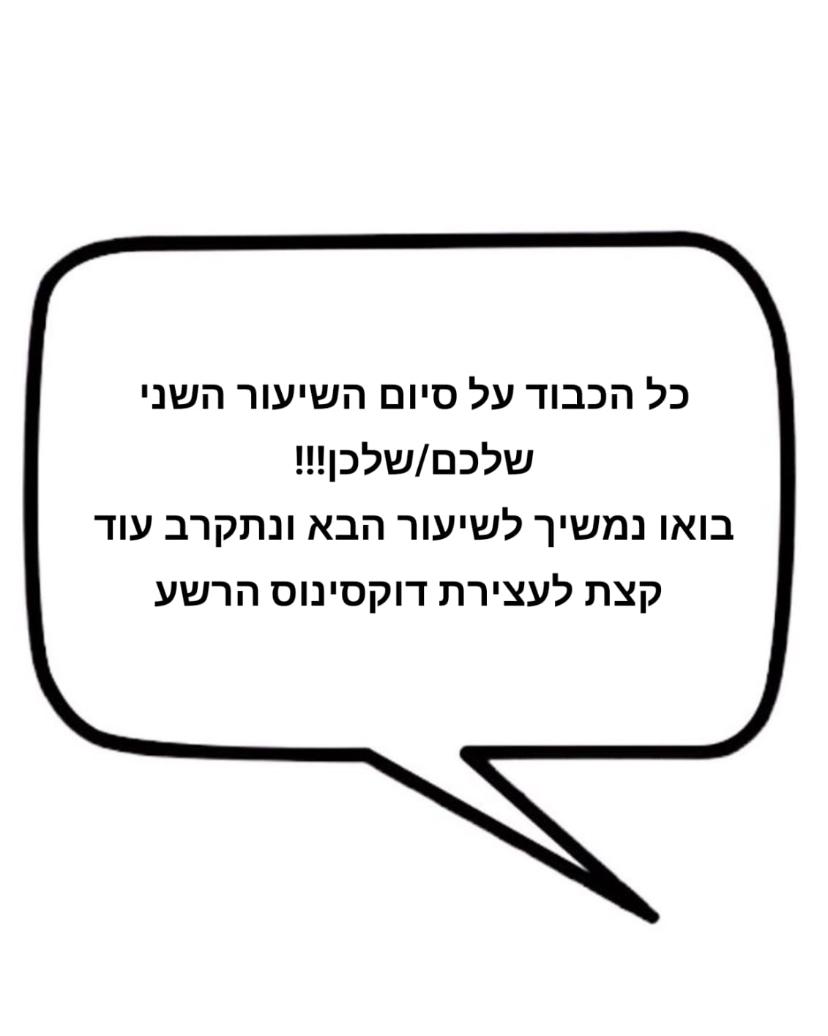 כל הכבוד על סיום השיעור השני
שלכם/שלכן!!!
בואו נמשיך לשיעור הבא ונתקרב עוד
קצת לעצירת דוקסינוס הרשע